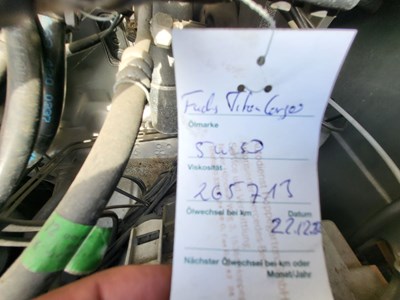 Fuchs Titan Cargo
Ölmarke
5W30
Viskosität
265713
Ölwechsel bei km Datum
22.12.
Nächster Ölwechsel bei km oder
Monat/Jahr